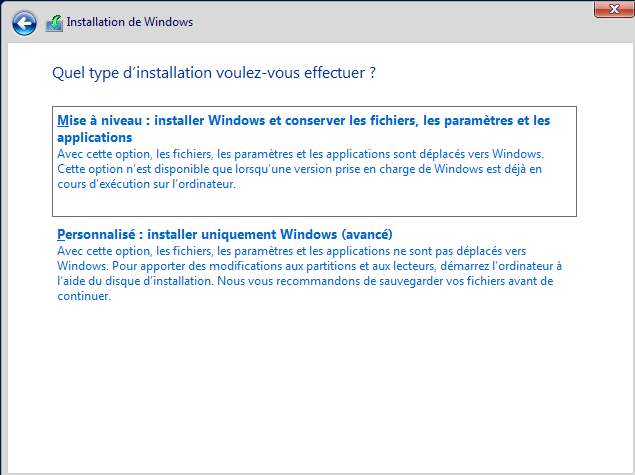 Installation de Windows
Quel type d'installation voulez-vous effectuer ?
Mise à niveau : installer Windows et conserver les fichiers, les paramètres et les
applications
Avec cette option, les fichiers, les paramètres et les applications sont déplacés vers Windows.
Cette option n'est disponible que lorsqu'une version prise en charge de Windows est déjà en
cours d'exécution sur l'ordinateur.
Personnalisé : installer uniquement Windows (avancé)
Avec cette option, les fichiers, les paramètres et les applications ne sont pas déplacés vers
Windows. Pour apporter des modifications aux partitions et aux lecteurs, démarrez l'ordinateur à
l'aide du disque d'installation. Nous vous recommandons de sauvegarder vos fichiers avant de
continuer.